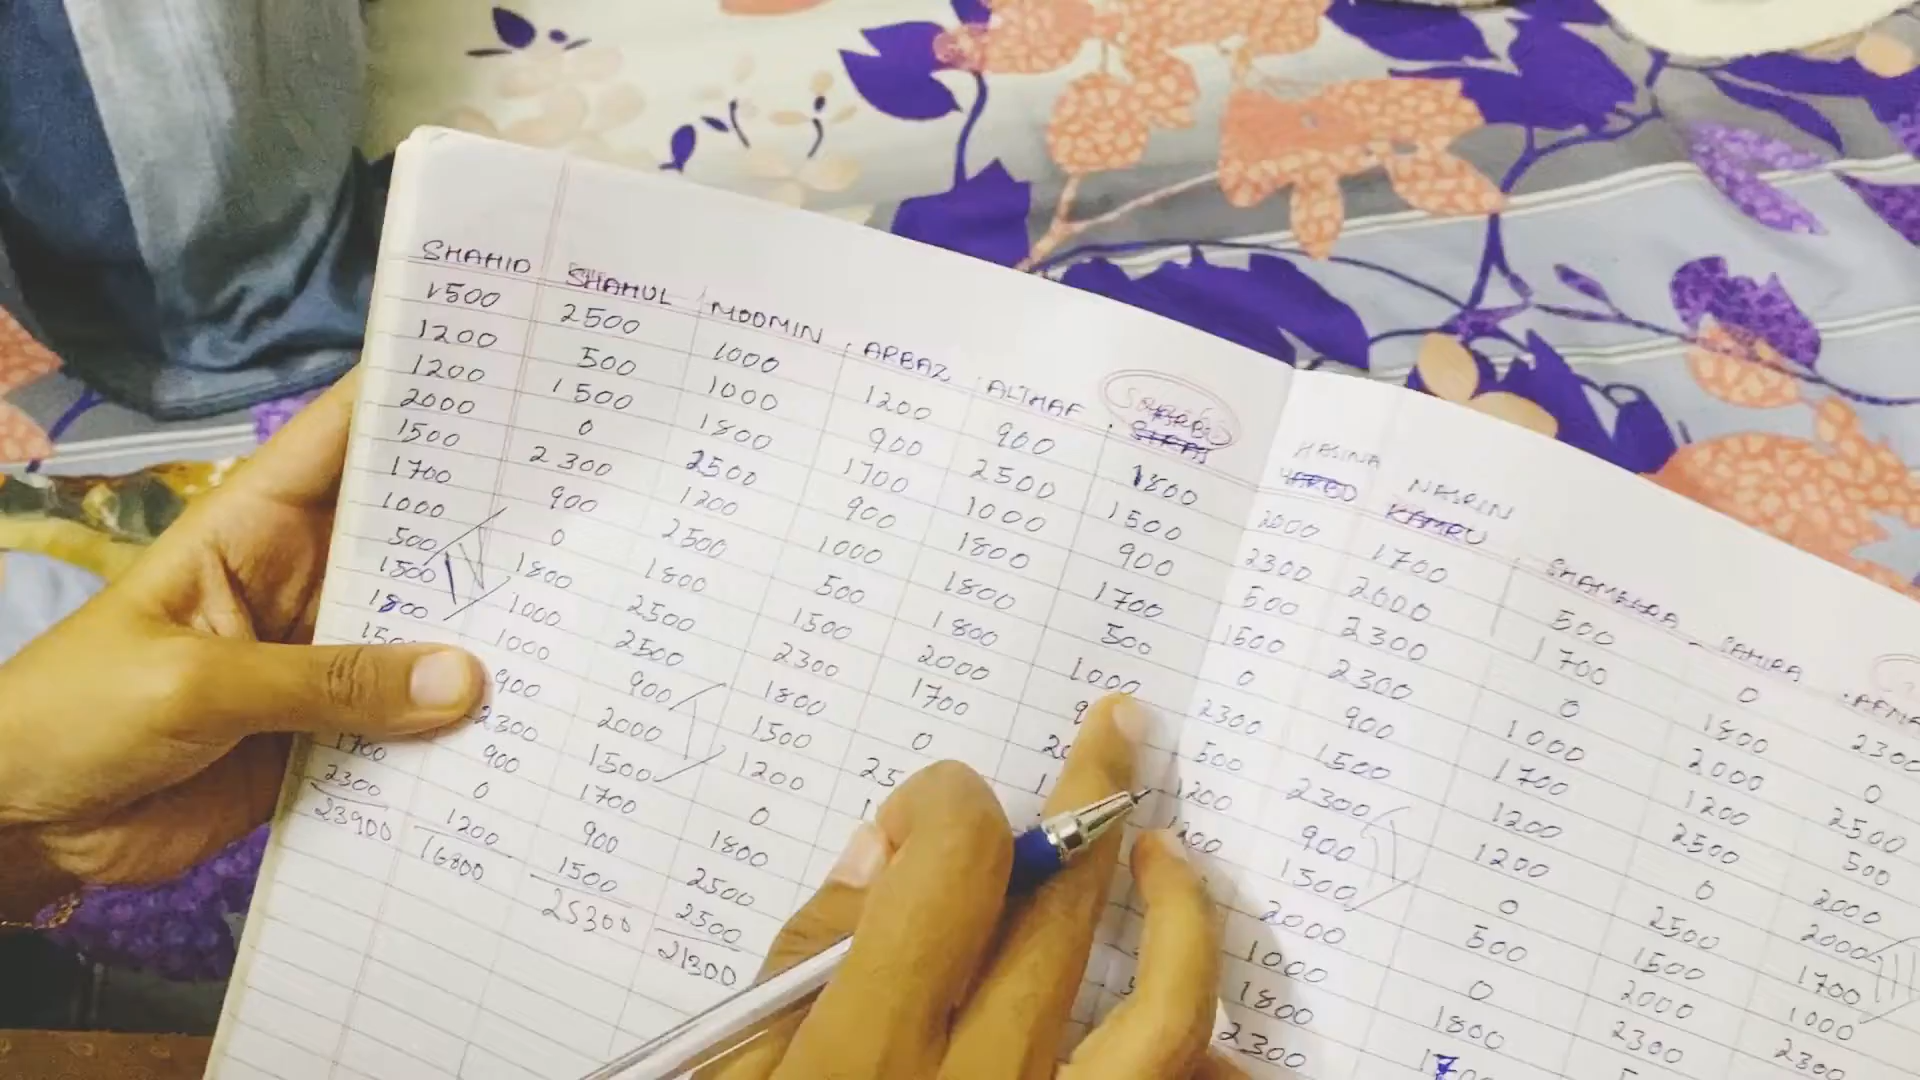 SHAHID SHAHUL MOOMIN ARBAZ ALTHAF
HASINA NASRIN SHAMEERA SAHIRA
KAMRU
1500 2500 1000 1200 900 1800 2000 1700 500 0 2300
1200 500 1000 900 2500 1500 2300 2000 1700 1800 0
1200 1500 1800 1700 1000 900 500 2300 0 2000 2500
2000 0 2500 900 1800 1700 1500 2300 1000 1200 500
1500 2300 1200 1000 1800 500 0 900 1700 2500 2000
1700 900 2500 500 1800 1000 2300 1500 1200 0 2000
1000 0 1800 1500 2000 500 2300 1200 2500 1700
500 1800 2500 2300 1700 1200 900 0 1500 1000
1500 1000 2500 1800 0 1500 500 2000 2300
1800 1000 900 1500 2000 0 2300
900 2000 1200 1000 1800
2300 1500 0 1800
1700 900 1700 1800 2300
2300 0 900 2500
1200 1500 2500
23900 16800 25300 21300